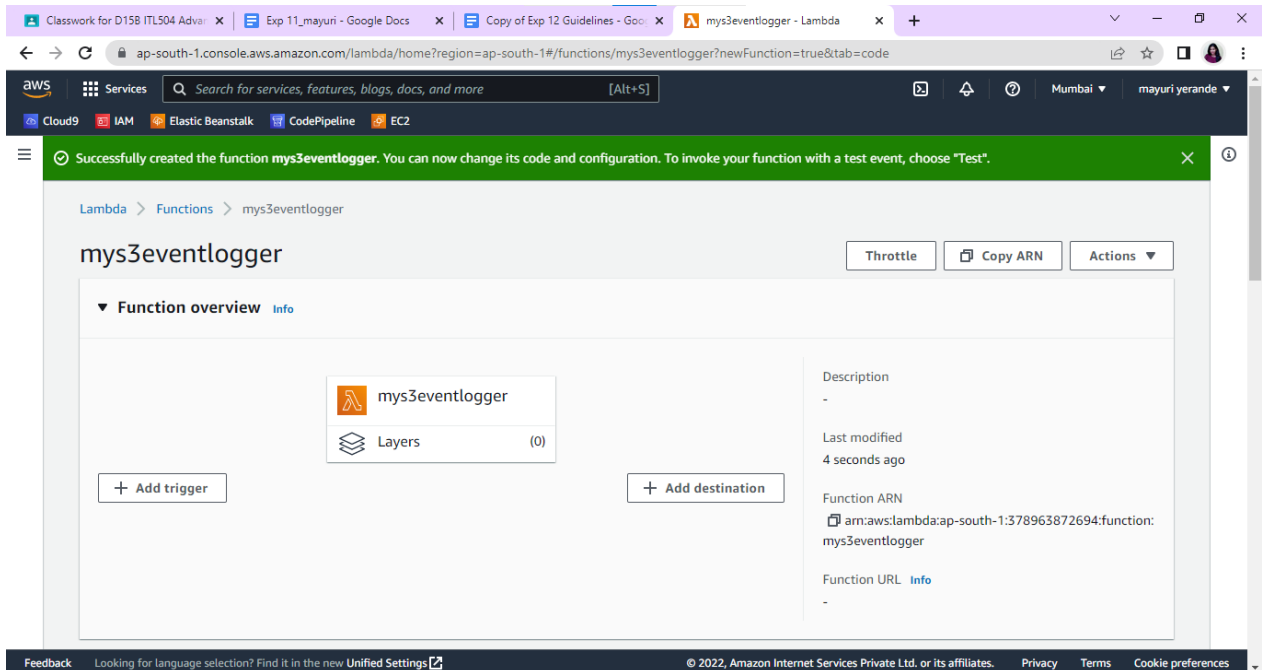 Classwork for D15B ITL504 Advar
Exp 11_mayuri - Google Docs
Copy of Exp 12 Guidelines - Goo
mys3eventlogger - Lambda
ap-south-1.console.aws.amazon.com/lambda/home?region=ap-south-1#/functions/mys3eventlogger?newFunction=true&tab=code
aws Services Search for services, features, blogs, docs, and more [Alt+S] Mumbai ▼ mayuri yerande ▼
Cloud9 IAM Elastic Beanstalk CodePipeline EC2
Successfully created the function mys3eventlogger. You can now change its code and configuration. To invoke your function with a test event, choose "Test".
Lambda > Functions > mys3eventlogger
mys3eventlogger
Throttle Copy ARN Actions ▼
▼ Function overview Info
mys3eventlogger
Layers (0)
+ Add trigger
+ Add destination
Description
-
Last modified
4 seconds ago
Function ARN
arn:aws:lambda:ap-south-1:378963872694:function:
mys3eventlogger
Function URL Info
-
Feedback Looking for language selection? Find it in the new Unified Settings © 2022, Amazon Internet Services Private Ltd. or its affiliates. Privacy Terms Cookie preferences